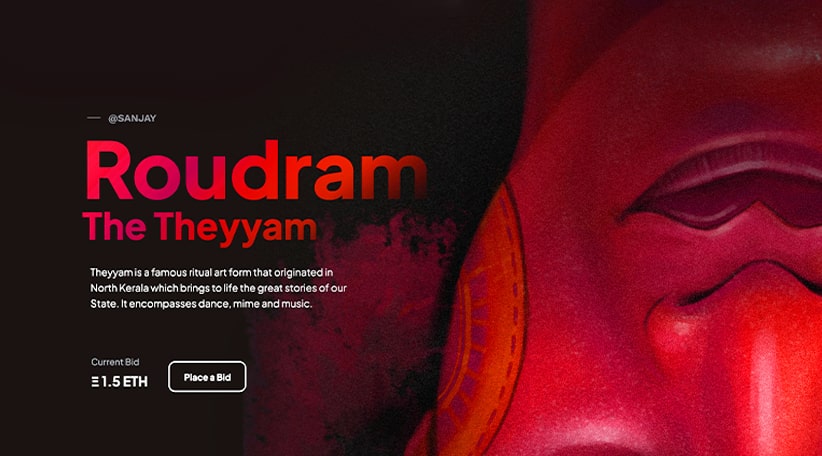 @SANJAY
Roudram
The Theyyam
Theyyam is a famous ritual art form that originated in
North Kerala which brings to life the great stories of our
State. It encompasses dance, mime and music.
Current Bid
Ξ 1.5 ETH
Place a Bid